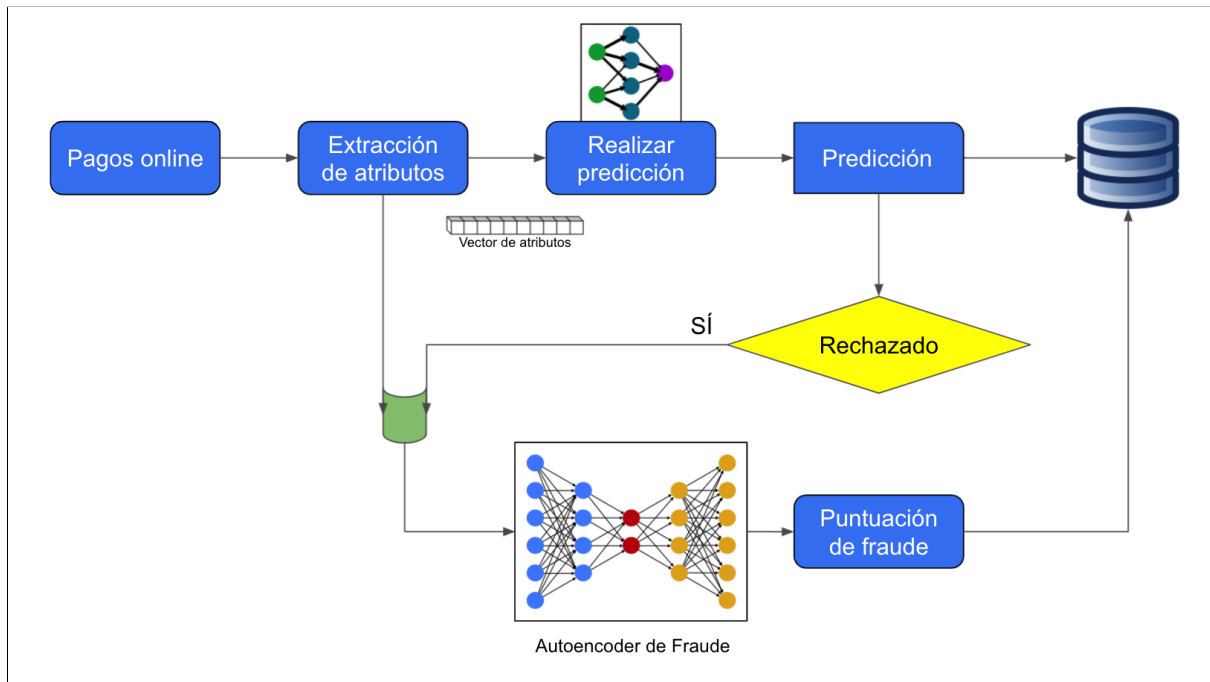 Pagos online
Extracción
de atributos
Realizar
predicción
Predicción
Vector de atributos
SÍ
Rechazado
Puntuación
de fraude
Autoencoder de Fraude